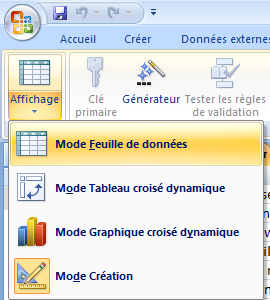 Accueil Créer Données externes
Affichage
Clé
primaire
Générateur
Tester les règles
de validation
Mode Feuille de données
Mode Tableau croisé dynamique
Mode Graphique croisé dynamique
Mode Création